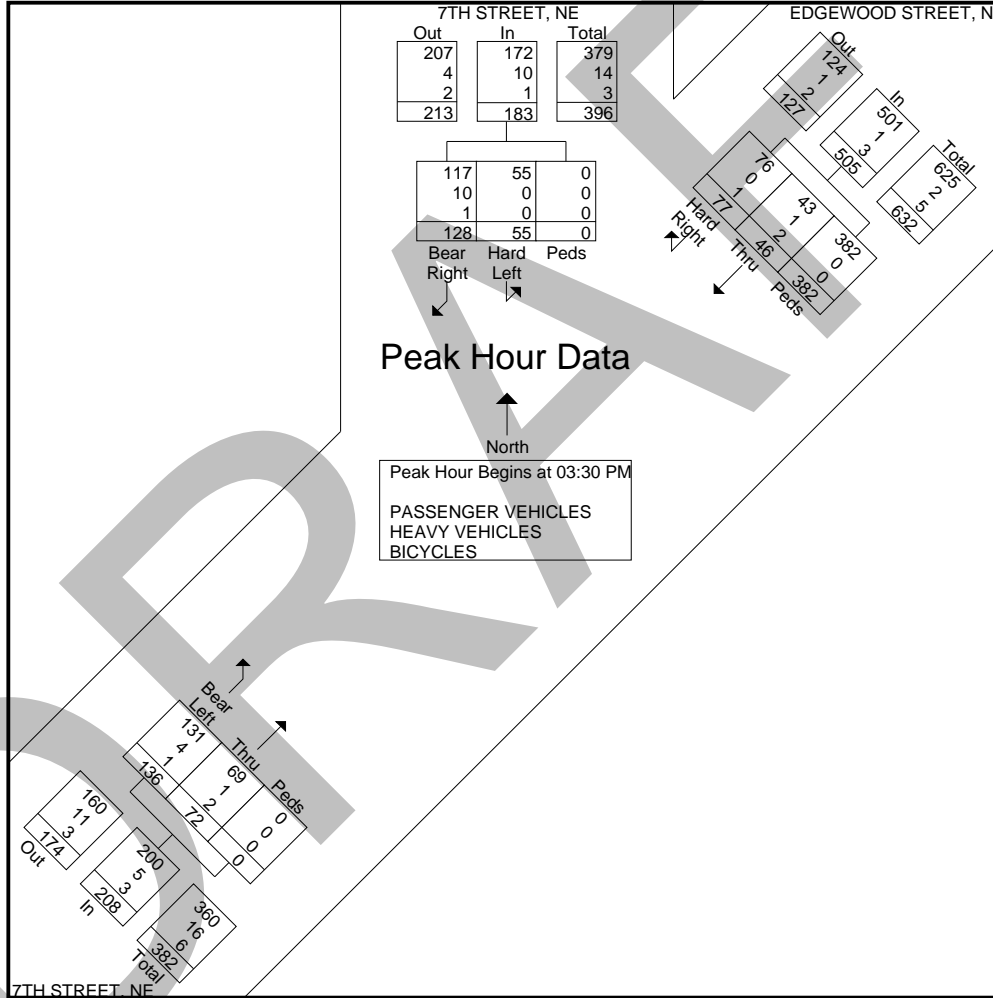 7TH STREET, NE
Out In Total
207 172 379
4 10 14
2 1 3
213 183 396
117 55 0
10 0 0
1 0 0
128 55 0
Bear Right Hard Left Peds
EDGEWOOD STREET, N
Out
124
1
2
127
In
501
1
3
505
Total
625
2
5
632
76 43 382
0 1 0
1 2 0
77 46 382
Hard Right Thru Peds
Peak Hour Data
North
Peak Hour Begins at 03:30 PM
PASSENGER VEHICLES
HEAVY VEHICLES
BICYCLES
Bear Left Thru Peds
131 69 0
4 1 0
1 2 0
136 72 0
160
11
3
174
Out
200
5
3
208
In
360
16
6
382
Total
7TH STREET, NE
DRAF